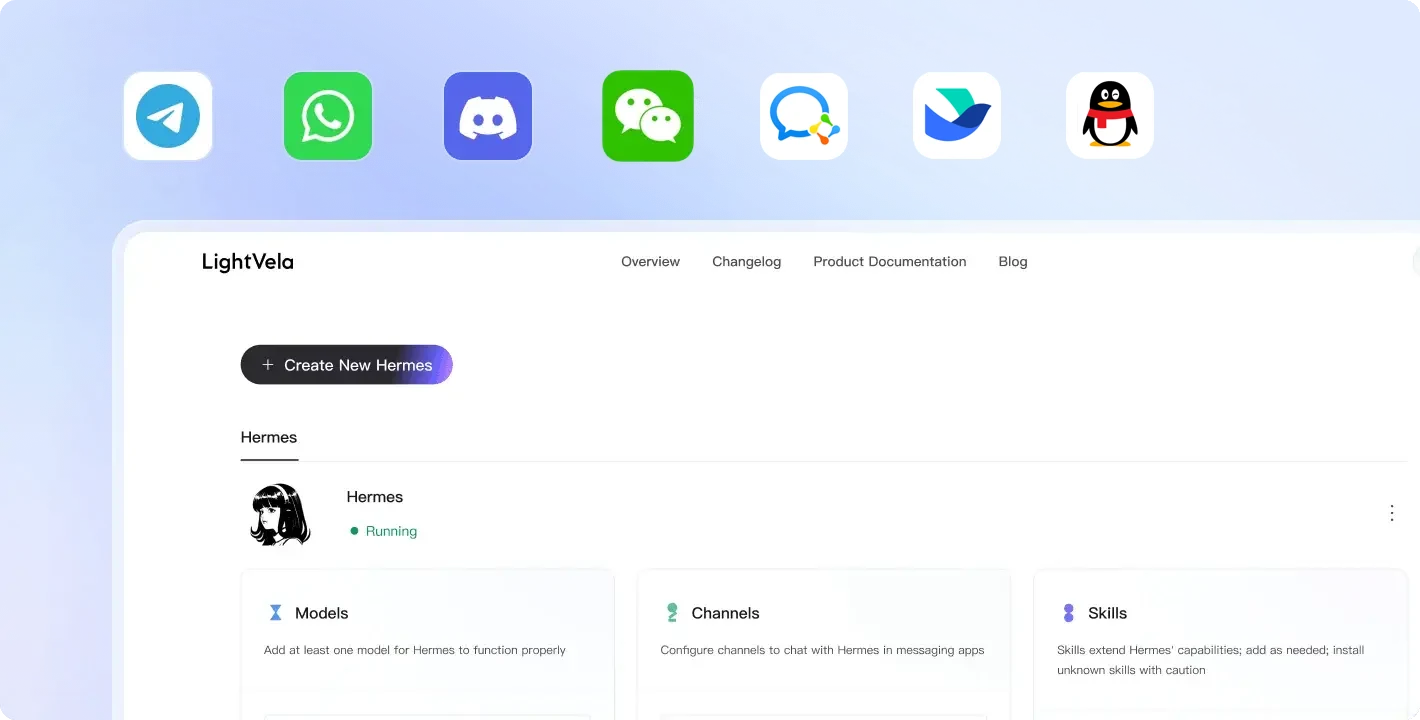 LightVela
Overview
Changelog
Product Documentation
Blog
+ Create New Hermes
Hermes
Hermes
Running
Models
Add at least one model for Hermes to function properly
Channels
Configure channels to chat with Hermes in messaging apps
Skills
Skills extend Hermes' capabilities; add as needed; install
unknown skills with caution